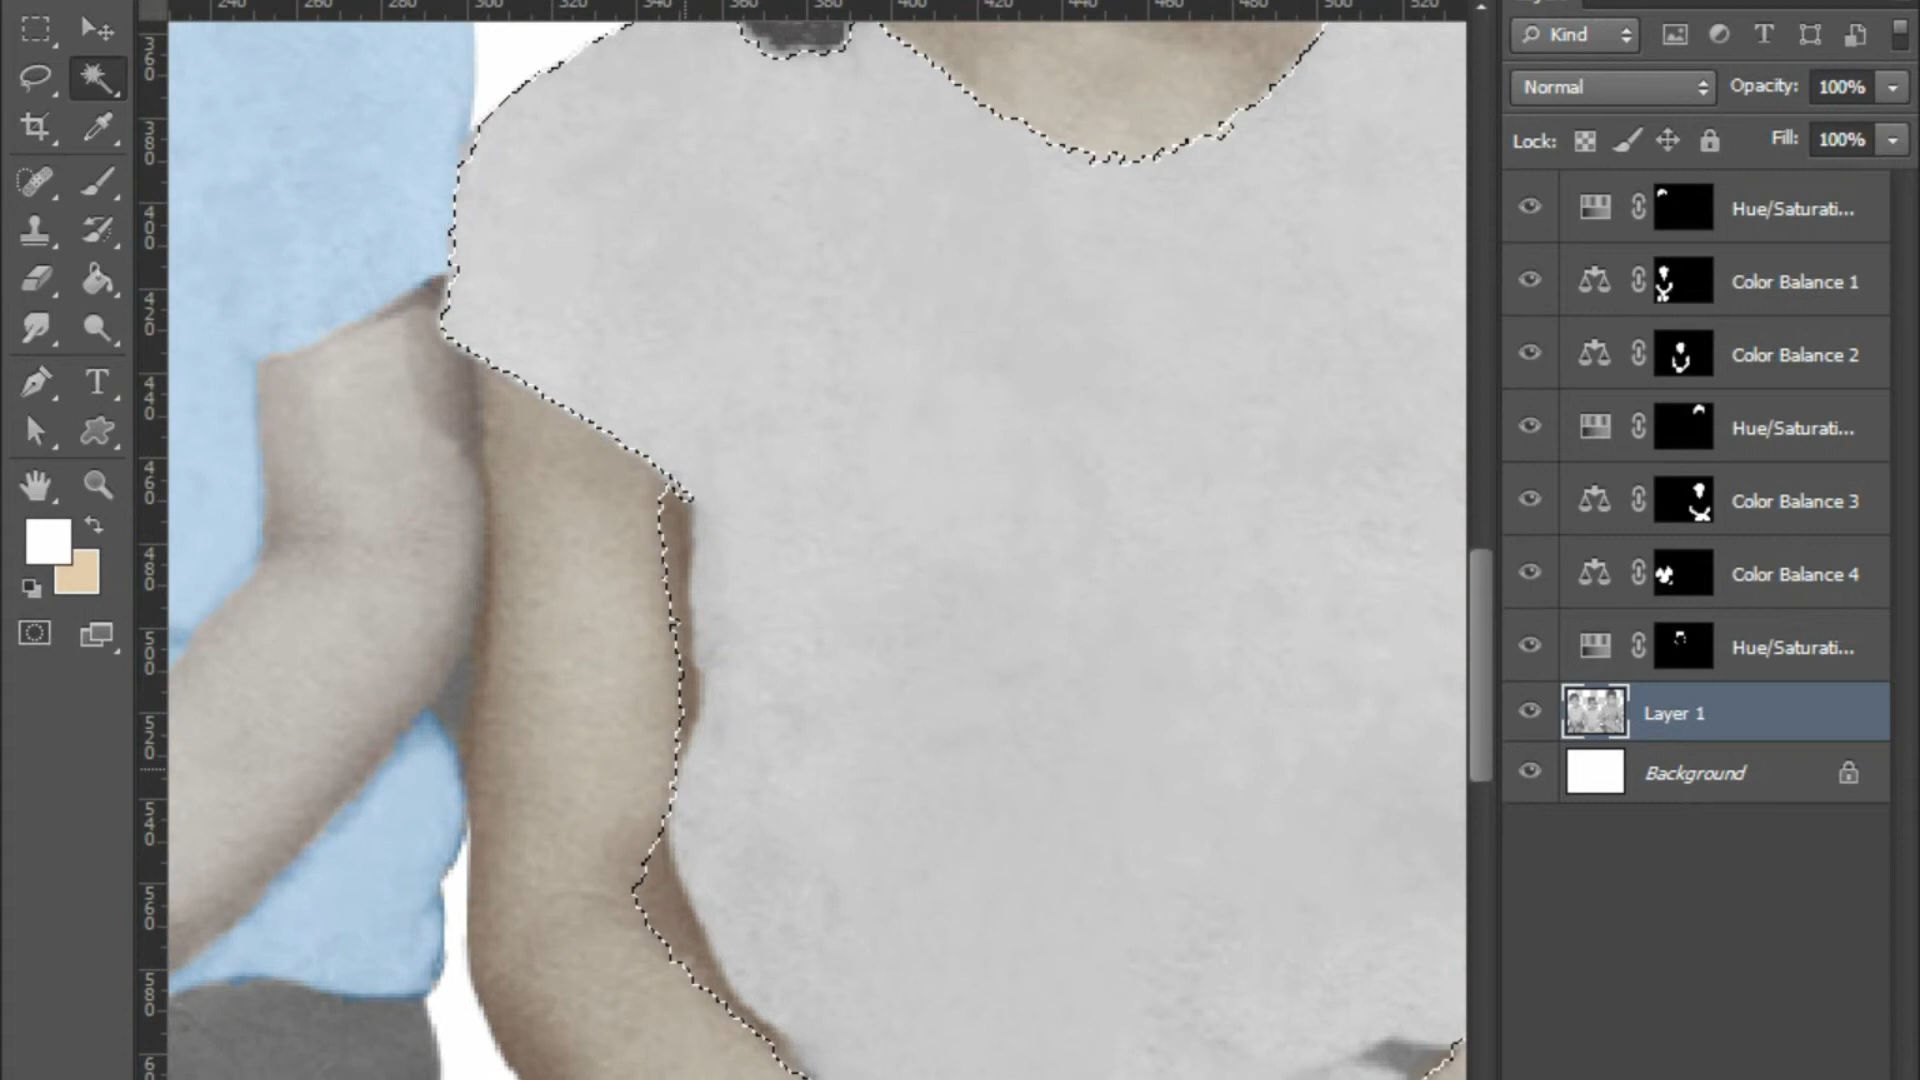 240 260 280 300 320 340 360 380 400 420 440 460 480 500 520
Kind
Normal Opacity: 100%
Lock: Fill: 100%
Hue/Saturati...
Color Balance 1
Color Balance 2
Hue/Saturati...
Color Balance 3
Color Balance 4
Hue/Saturati...
Layer 1
Background
360
380
400
420
440
460
480
500
520
540
560
580
6